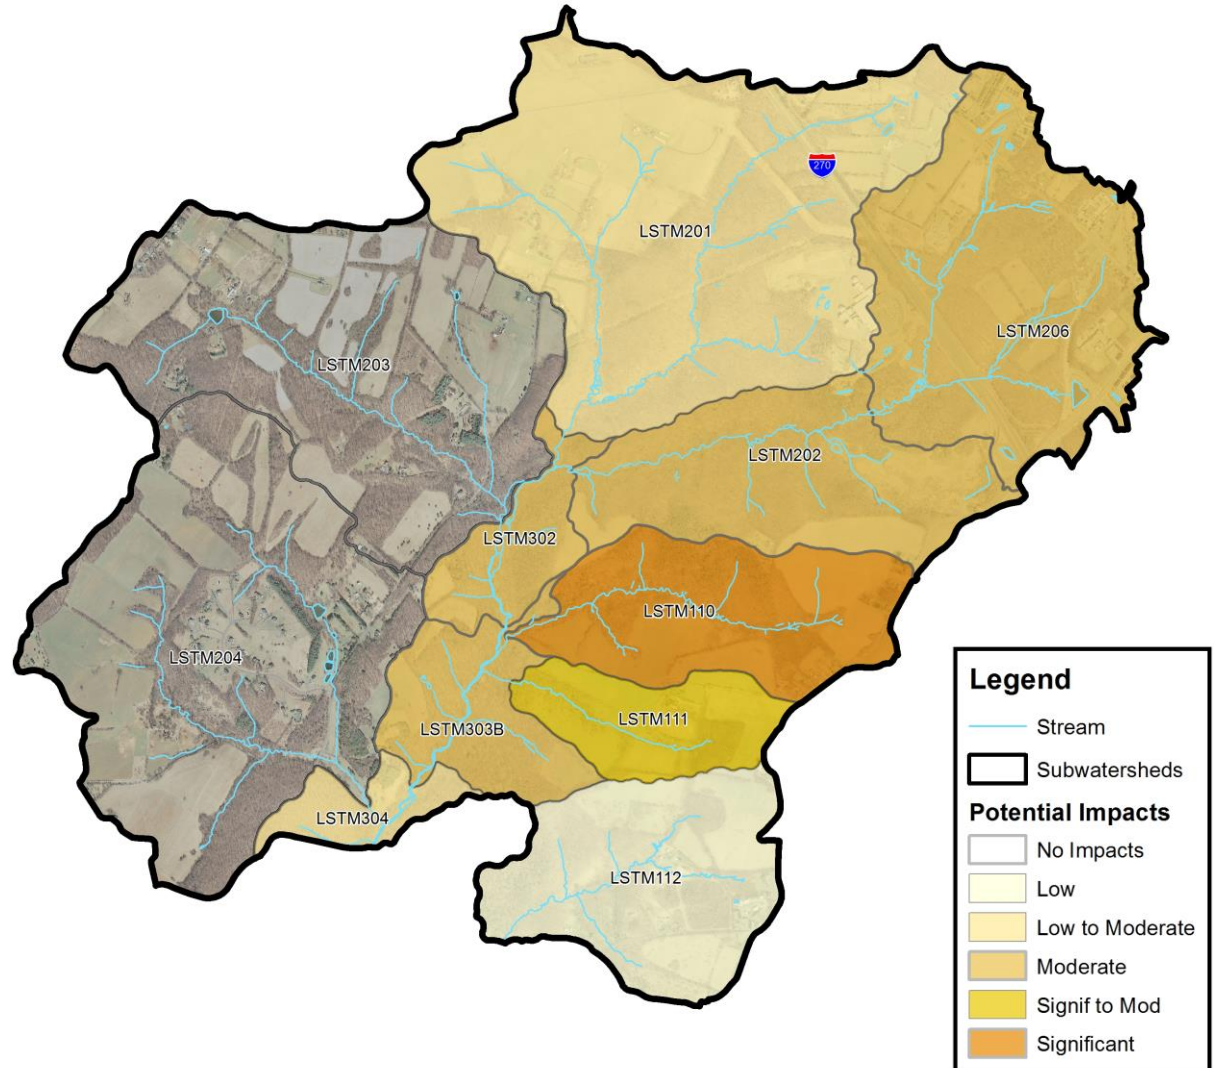 270
LSTM201
LSTM206
LSTM203
LSTM202
LSTM302
LSTM110
LSTM204
LSTM111
LSTM303B
LSTM304
LSTM112
Legend
Stream
Subwatersheds
Potential Impacts
No Impacts
Low
Low to Moderate
Moderate
Signif to Mod
Significant